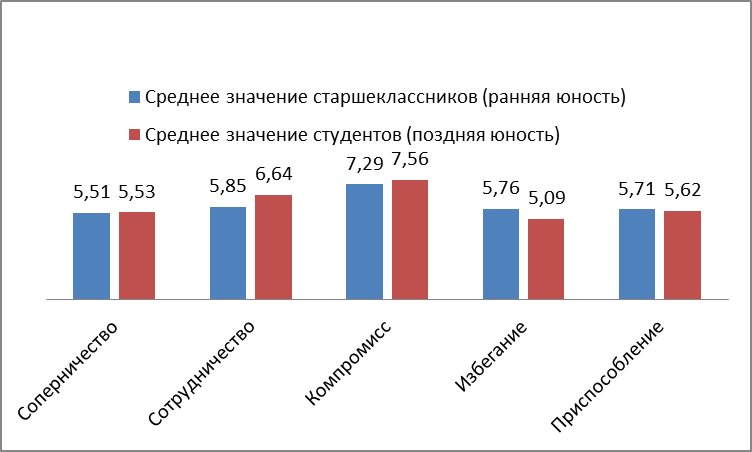 Среднее значение старшеклассников (ранняя юность)
Среднее значение студентов (поздняя юность)
5,51 5,53 5,85 6,64 7,29 7,56 5,76 5,09 5,71 5,62
Соперничество
Сотрудничество
Компромисс
Избегание
Приспособление